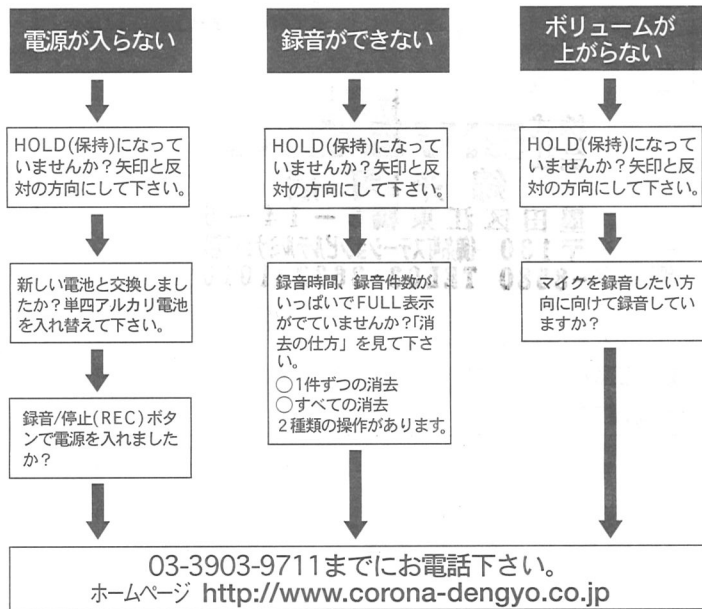 電源が入らない
HOLD(保持)になって
いませんか?矢印と反
対の方向にして下さい。
新しい電池と交換しまし
たか?単四アルカリ電池
を入れ替えて下さい。
録音/停止(REC)ボタ
ンで電源を入れました
か?
録音ができない
HOLD(保持)になって
いませんか?矢印と反
対の方向にして下さい。
録音時間、録音件数が
いっぱいでFULL表示
がでていませんか?「消
去の仕方」を見て下さ
い。
○1件ずつの消去
○すべての消去
2種類の操作があります。
ボリュームが
上がらない
HOLD(保持)になって
いませんか?矢印と反
対の方向にして下さい。
マイクを録音したい方
向に向けて録音してい
ますか?
03-3903-9711までにお電話下さい。
ホームページ http://www.corona-dengyo.co.jp